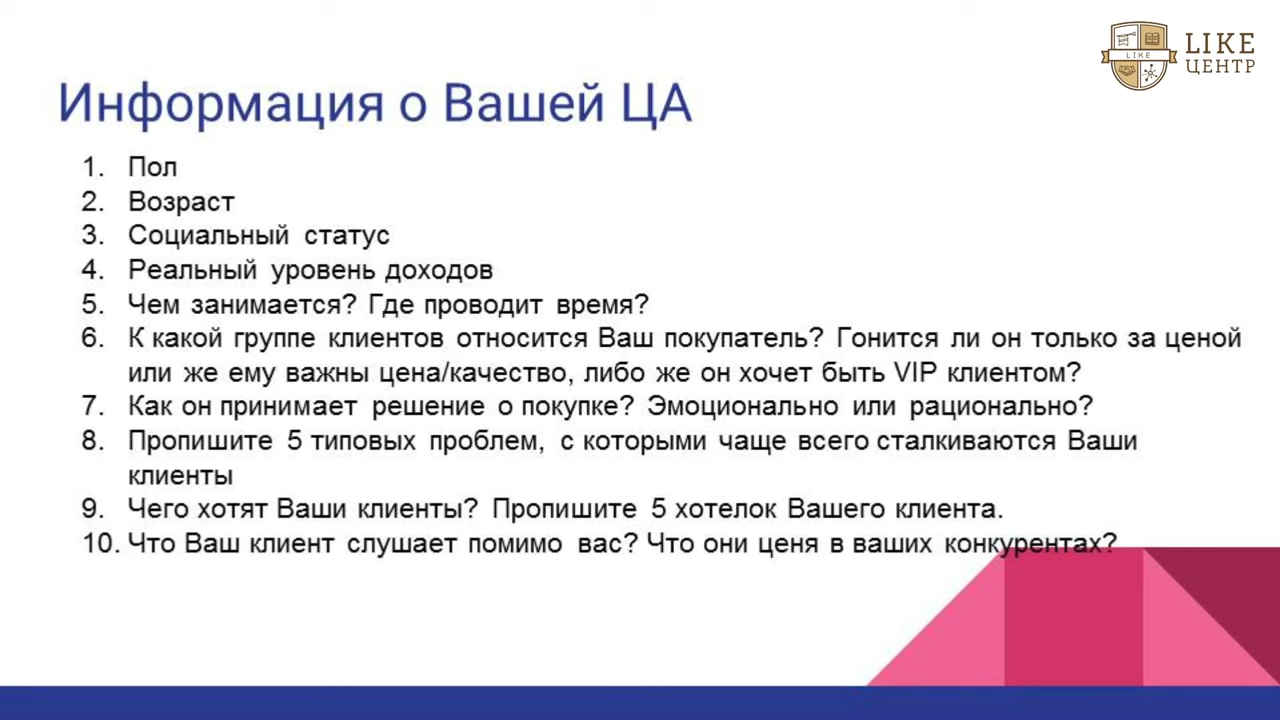 LIKE
ЦЕНТР
LIKE
Информация о Вашей ЦА
1. Пол
2. Возраст
3. Социальный статус
4. Реальный уровень доходов
5. Чем занимается? Где проводит время?
6. К какой группе клиентов относится Ваш покупатель? Гонится ли он только за ценой
или же ему важны цена/качество, либо же он хочет быть VIP клиентом?
7. Как он принимает решение о покупке? Эмоционально или рационально?
8. Пропишите 5 типовых проблем, с которыми чаще всего сталкиваются Ваши
клиенты
9. Чего хотят Ваши клиенты? Пропишите 5 хотелок Вашего клиента.
10. Что Ваш клиент слушает помимо вас? Что они ценя в ваших конкурентах?